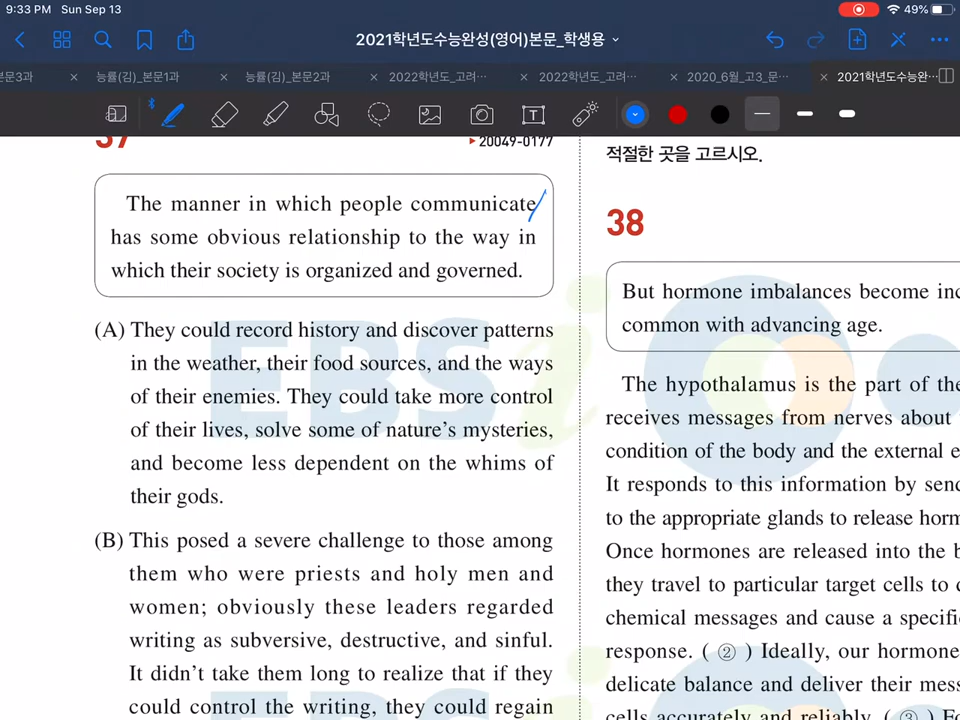 9:33 PM Sun Sep 13
49%
2021학년도수능완성(영어)본문_학생용
본문3과
능률(김)_본문1과
능률(김)_본문2과
2022학년도_고려…
2022학년도_고려…
2020_6월_고3_문…
2021학년도수능완…
37
20049-0177
The manner in which people communicate
has some obvious relationship to the way in
which their society is organized and governed.
(A) They could record history and discover patterns
in the weather, their food sources, and the ways
of their enemies. They could take more control
of their lives, solve some of nature's mysteries,
and become less dependent on the whims of
their gods.
(B) This posed a severe challenge to those among
them who were priests and holy men and
women; obviously these leaders regarded
writing as subversive, destructive, and sinful.
It didn't take them long to realize that if they
could control the writing, they could regain
적절한 곳을 고르시오.
38
But hormone imbalances become
common with advancing age.
The hypothalamus is the part of the
receives messages from nerves about
condition of the body and the external
It responds to this information by
to the appropriate glands to release
Once hormones are released into the
they travel to particular target cells to
chemical messages and cause a
response. ( ② ) Ideally, our
delicate balance and deliver their
cells accurately and reliably. ( ③ )
EBSi